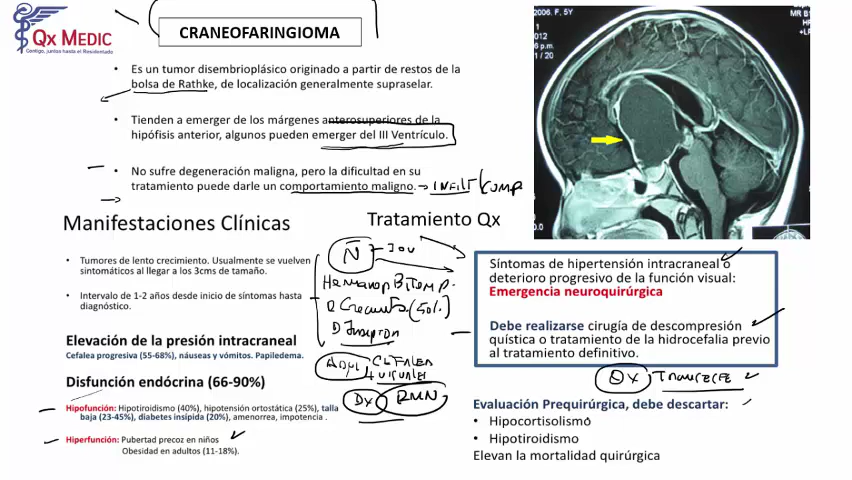 Qx MEDIC
Contigo, juntos hasta el Residentado
CRANEOFARINGIOMA
• Es un tumor disembrioplásico originado a partir de restos de la
bolsa de Rathke, de localización generalmente supraselar.
• Tienden a emerger de los márgenes anterosuperiores de la
hipófisis anterior, algunos pueden emerger del III Ventrículo.
• No sufre degeneración maligna, pero la dificultad en su
tratamiento puede darle un comportamiento maligno. → INFILT COMP
Manifestaciones Clínicas
• Tumores de lento crecimiento. Usualmente se vuelven
sintomáticos al llegar a los 3cms de tamaño.
• Intervalo de 1-2 años desde inicio de síntomas hasta
diagnóstico.
Elevación de la presión intracraneal
Cefalea progresiva (55-68%), náuseas y vómitos. Papiledema.
Disfunción endócrina (66-90%)
Hipofunción: Hipotiroidismo (40%), hipotensión ortostática (25%), talla
baja (23-45%), diabetes insipida (20%), amenorrea, impotencia .
Hiperfunción: Pubertad precoz en niños
Obesidad en adultos (11-18%).
Tratamiento Qx
Ñ
(50%)
CEFALEA
DX RMN
Síntomas de hipertensión intracraneal o
deterioro progresivo de la función visual:
Emergencia neuroquirúrgica
Debe realizarse cirugía de descompresión
quística o tratamiento de la hidrocefalia previo
al tratamiento definitivo.
QX
Evaluación Prequirúrgica, debe descartar:
• Hipocortisolismo
• Hipotiroidismo
Elevan la mortalidad quirúrgica
2006. F, 5Y
MR B1